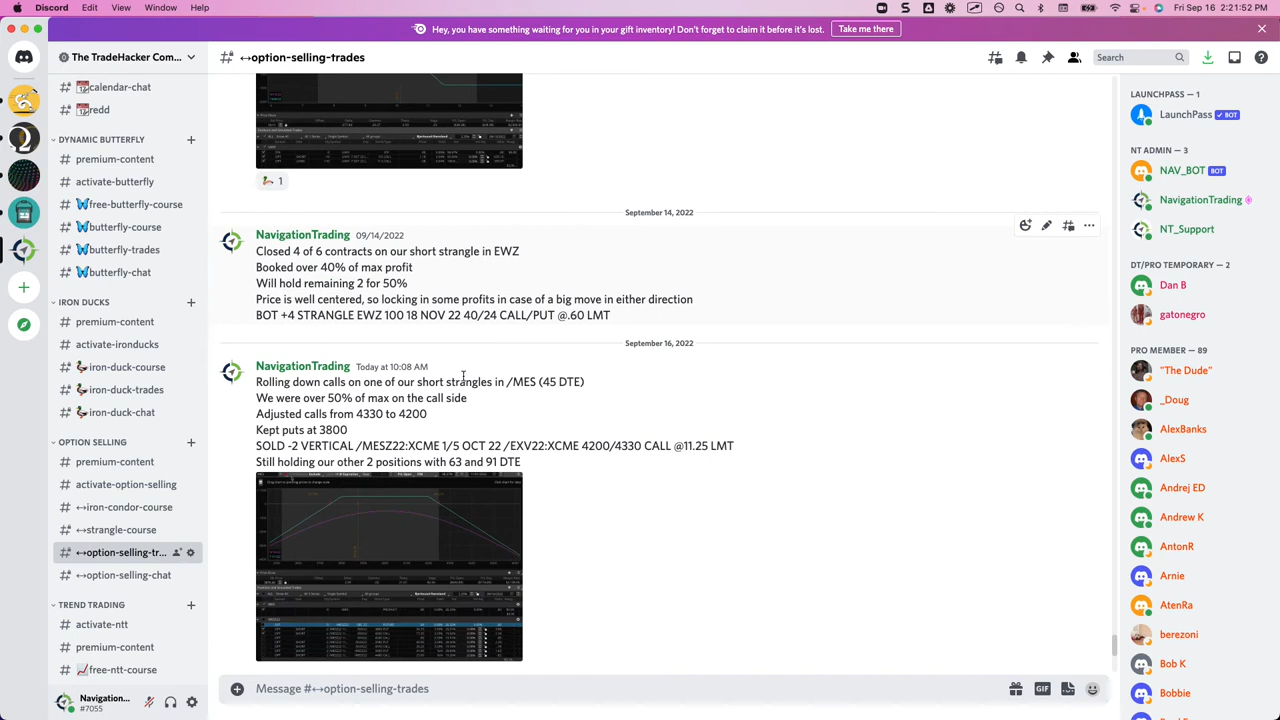 Discord Edit View Window Help
Fri Sep 16 2:21:52 PM
Hey, you have something waiting for you in your gift inventory! Don't forget to claim it before it's lost.
Take me there
The TradeHacker Com...
calendar-chat
redd
premium-content
activate-butterfly
free-butterfly-course
butterfly-course
butterfly-trades
butterfly-chat
IRON DUCKS
premium-content
activate-ironducks
iron-duck-course
iron-duck-trades
iron-duck-chat
OPTION SELLING
premium-content
activate-option-selling
↔iron-condor-course
↔strangle-course
↔option-selling-tr...
↔option-selling-chat
TREND TRADING
activate-ntt
premium-content
free-ntt-course
Navigation...
#7055
↔option-selling-trades
Search
1
September 14, 2022
NavigationTrading 09/14/2022
Closed 4 of 6 contracts on our short strangle in EWZ
Booked over 40% of max profit
Will hold remaining 2 for 50%
Price is well centered, so locking in some profits in case of a big move in either direction
BOT +4 STRANGLE EWZ 100 18 NOV 22 40/24 CALL/PUT @.60 LMT
September 16, 2022
NavigationTrading Today at 10:08 AM
Rolling down calls on one of our short strangles in /MES (45 DTE)
We were over 50% of max on the call side
Adjusted calls from 4330 to 4200
Kept puts at 3800
SOLD -2 VERTICAL /MESZ22:XCME 1/5 OCT 22 /EXV22:XCME 4200/4330 CALL @11.25 LMT
Still holding our other 2 positions with 63 and 91 DTE
Message #↔option-selling-trades
GIF
LAUNCHPASS — 1
BOT
NT ADMIN — 3
NAV_BOT BOT
NavigationTrading
NT_Support
DT/PRO TEMPORARY — 2
Dan B
gatonegro
PRO MEMBER — 89
"The Dude"
_Doug
AlexBanks
AlexS
Andrej ED
Andrew K
AntonR
Arnie
AtenRa
Bob K
Bobbie